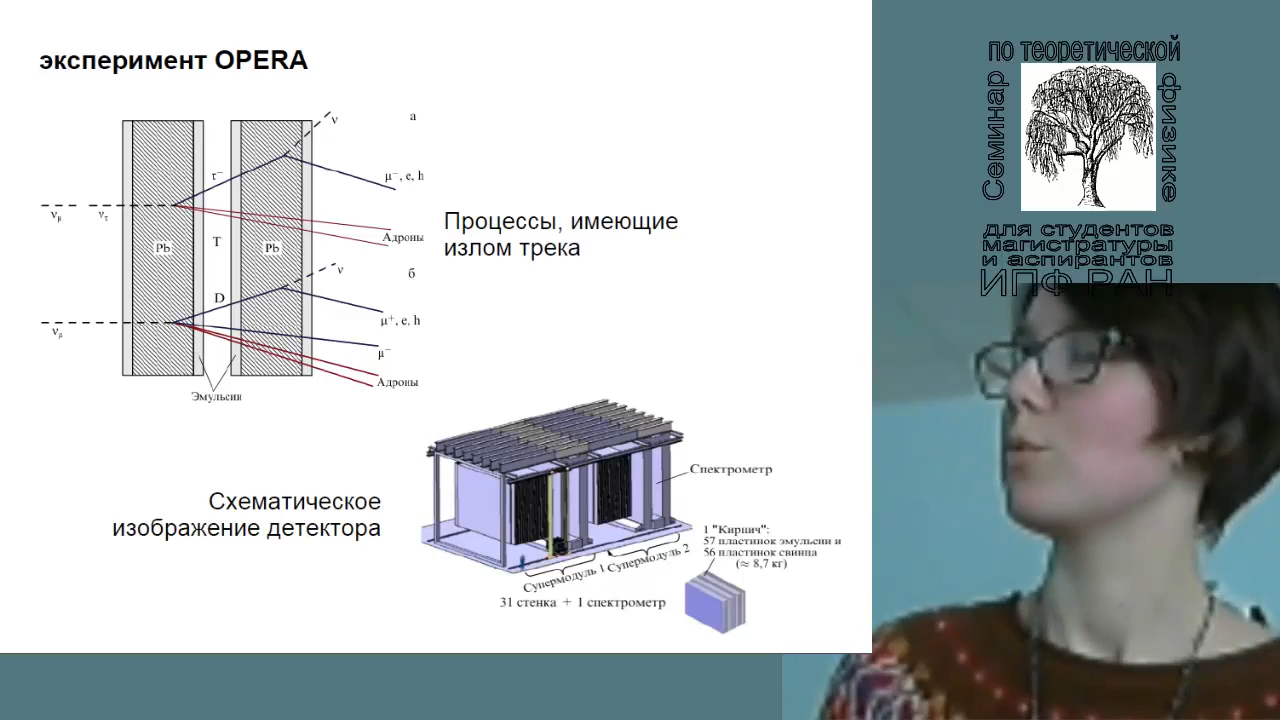 эксперимент OPERA
ν
а
τ⁻
μ⁻, e, h
ν_μ
ν_τ
Адроны
Pb
T
Pb
ν
б
D
μ⁺, e, h
ν_μ
μ⁻
Адроны
Эмульсии
Процессы, имеющие
излом трека
Схематическое
изображение детектора
Спектрометр
1 "Кирпич":
57 пластинок эмульсии и
56 пластинок свинца
(≈ 8,7 кг)
Супермодуль 1
Супермодуль 2
31 стенка + 1 спектрометр
Семинар
по теоретической
физике
для студентов
магистратуры
и аспирантов
ИПФ РАН